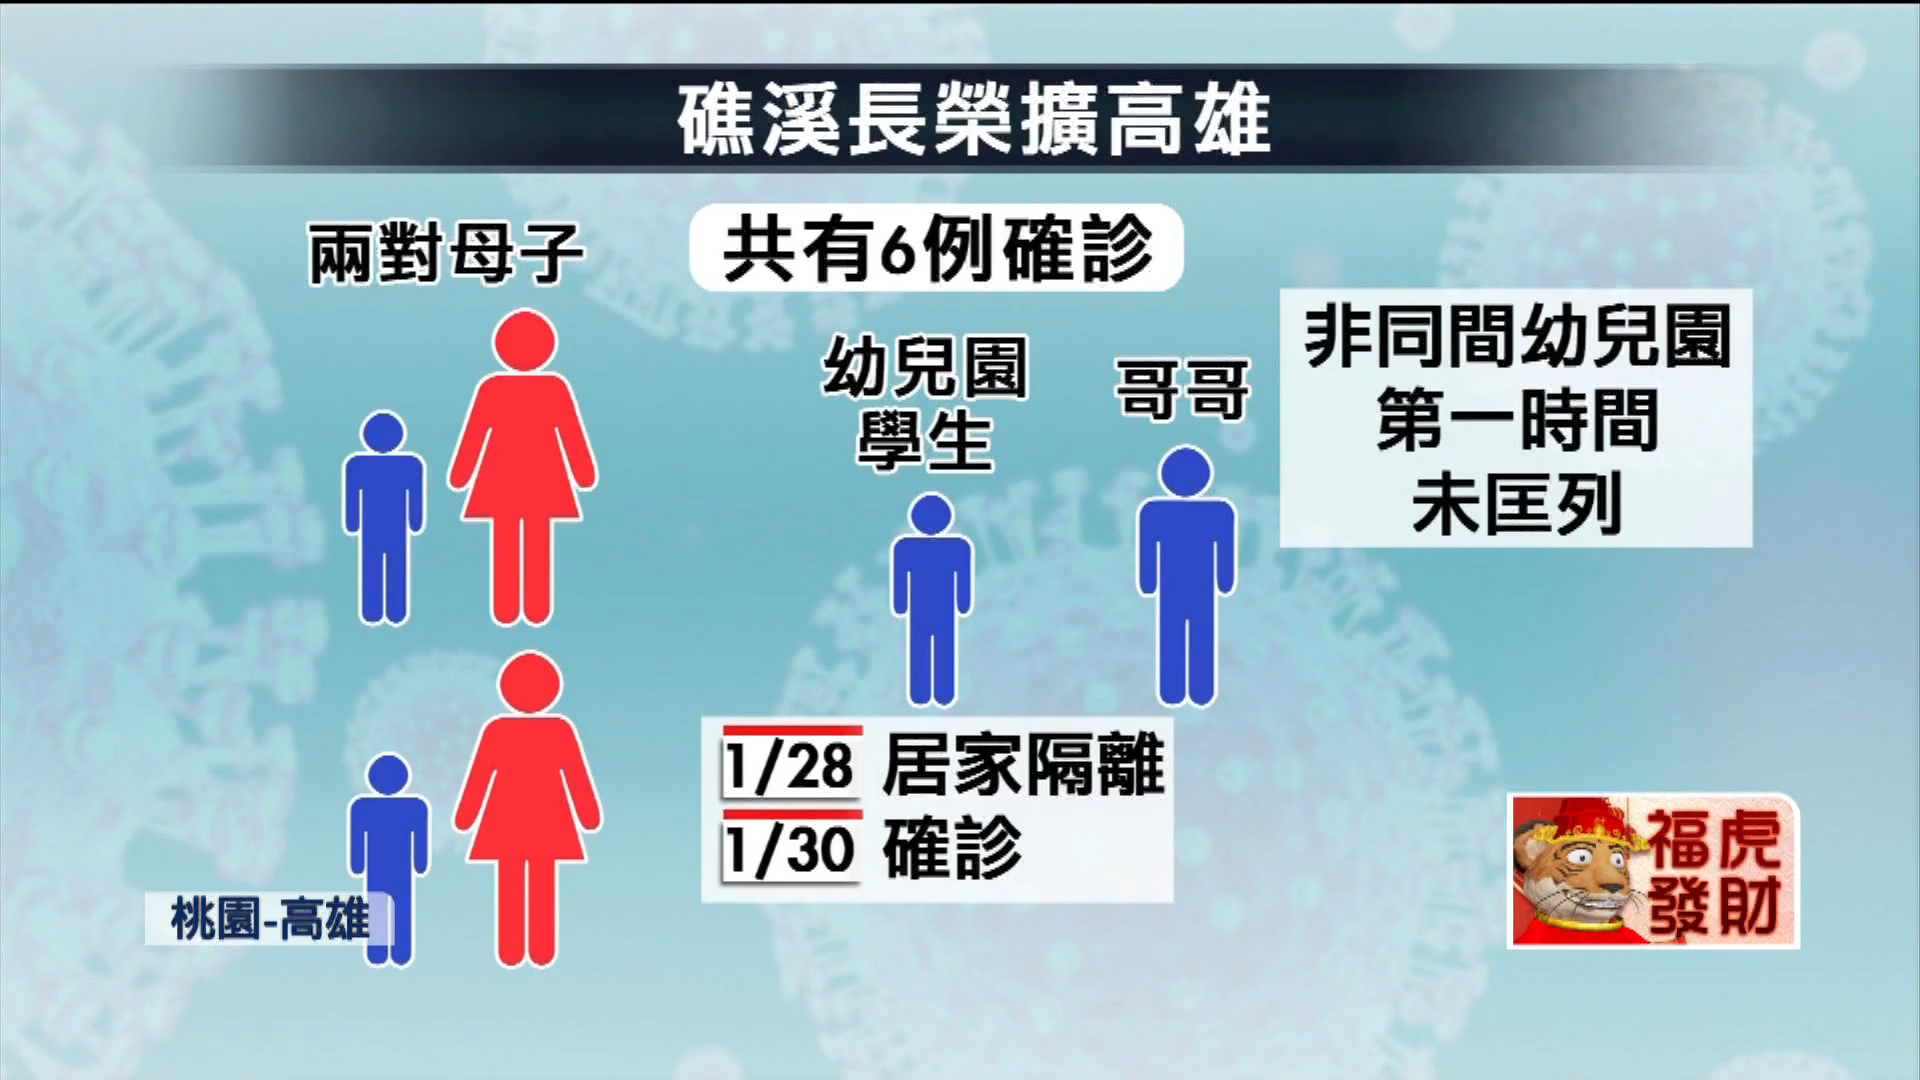 礁溪長榮擴高雄
兩對母子
共有6例確診
幼兒園
學生
哥哥
非同間幼兒園
第一時間
未匡列
1/28 居家隔離
1/30 確診
桃園-高雄
福虎
發財